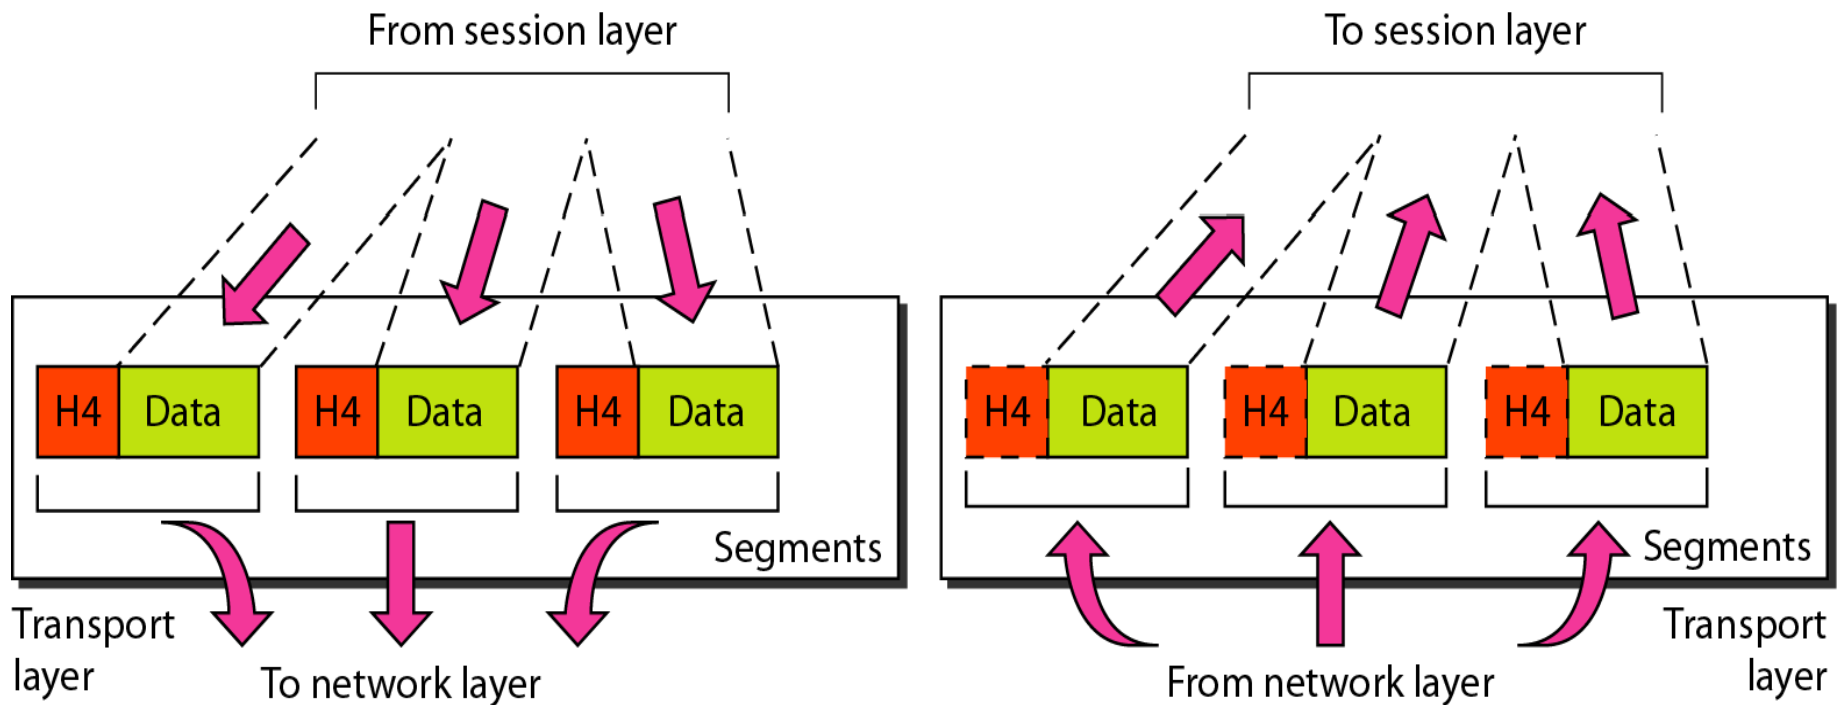 From session layer
To session layer
H4 Data H4 Data H4 Data
H4 Data H4 Data H4 Data
Segments
Segments
Transport
layer
To network layer
From network layer
Transport
layer